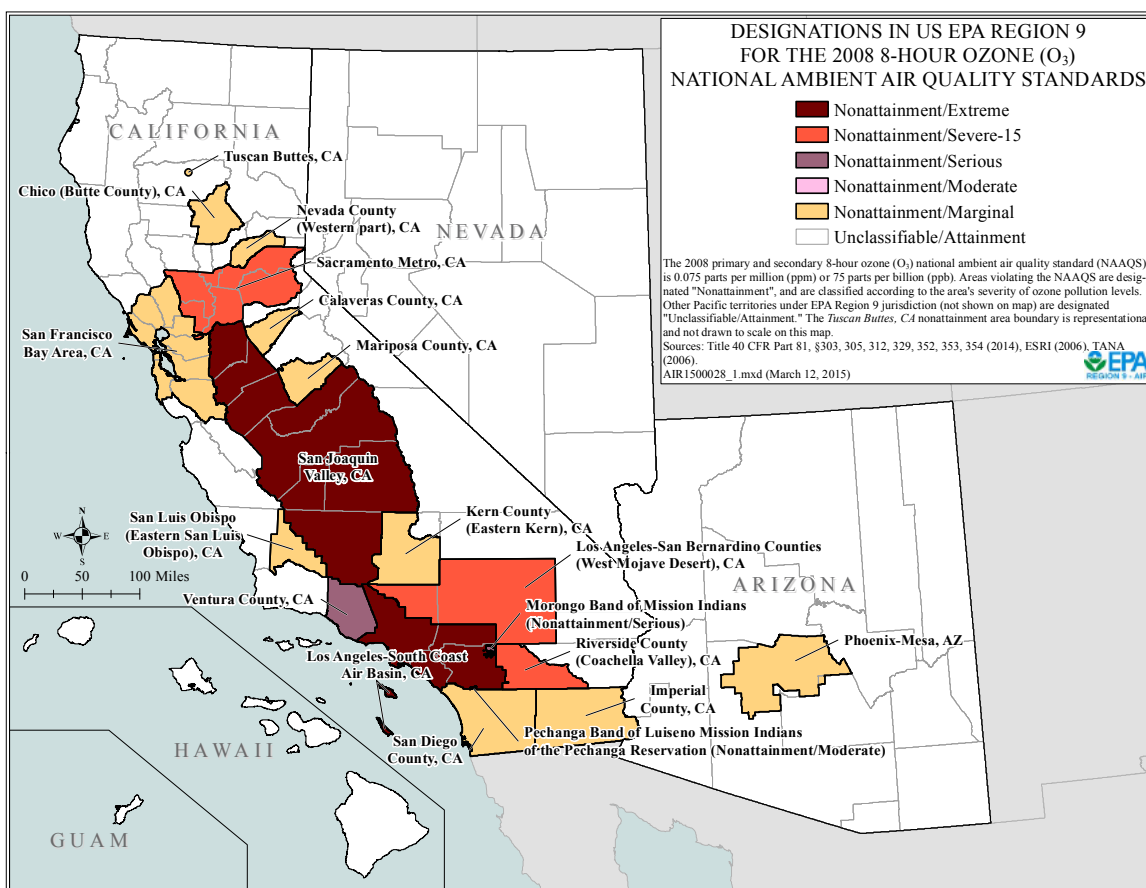 DESIGNATIONS IN US EPA REGION 9
FOR THE 2008 8-HOUR OZONE (O₃)
NATIONAL AMBIENT AIR QUALITY STANDARDS
Nonattainment/Extreme
Nonattainment/Severe-15
Nonattainment/Serious
Nonattainment/Moderate
Nonattainment/Marginal
Unclassifiable/Attainment
The 2008 primary and secondary 8-hour ozone (O₃) national ambient air quality standard (NAAQS)
is 0.075 parts per million (ppm) or 75 parts per billion (ppb). Areas violating the NAAQS are desig-
nated "Nonattainment", and are classified according to the area's severity of ozone pollution levels.
Other Pacific territories under EPA Region 9 jurisdiction (not shown on map) are designated
"Unclassifiable/Attainment." The Tuscan Buttes, CA nonattainment area boundary is representational
and not drawn to scale on this map.
Sources: Title 40 CFR Part 81, §303, 305, 312, 329, 352, 353, 354 (2014), ESRI (2006), TANA
(2006).
AIR1500028_1.mxd (March 12, 2015)
EPA
REGION 9 - AIR
CALIFORNIA
Tuscan Buttes, CA
Chico (Butte County), CA
Nevada County
(Western part), CA
NEVADA
Sacramento Metro, CA
Calaveras County, CA
San Francisco
Bay Area, CA
Mariposa County, CA
San Joaquin
Valley, CA
Kern County
(Eastern Kern), CA
San Luis Obispo
(Eastern San Luis
Obispo), CA
N
W
E
S
0 50 100 Miles
Los Angeles-San Bernardino Counties
(West Mojave Desert), CA
ARIZONA
Ventura County, CA
Morongo Band of Mission Indians
(Nonattainment/Serious)
Phoenix-Mesa, AZ
Riverside County
(Coachella Valley), CA
Los Angeles-South Coast
Air Basin, CA
Imperial
County, CA
San Diego
County, CA
Pechanga Band of Luiseno Mission Indians
of the Pechanga Reservation (Nonattainment/Moderate)
HAWAII
GUAM